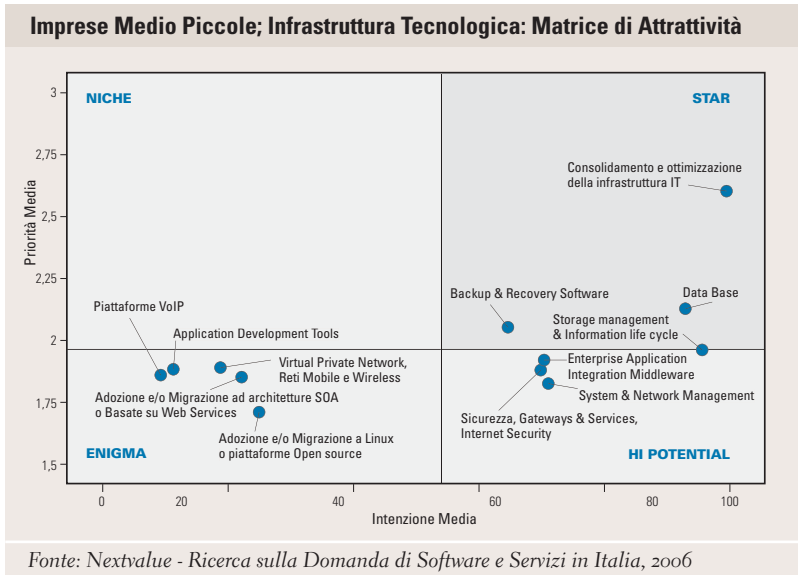 Imprese Medio Piccole; Infrastruttura Tecnologica: Matrice di Attrattività
NICHE
STAR
Priorità Media
3
2,75
2,5
2,25
2
1,75
1,5
Consolidamento e ottimizzazione
della infrastruttura IT
Data Base
Backup & Recovery Software
Storage management
& Information life cycle
Piattaforme VoIP
Application Development Tools
Virtual Private Network,
Reti Mobile e Wireless
Adozione e/o Migrazione ad architetture SOA
o Basate su Web Services
Adozione e/o Migrazione a Linux
o piattaforme Open source
Enterprise Application
Integration Middleware
System & Network Management
Sicurezza, Gateways & Services,
Internet Security
ENIGMA
HI POTENTIAL
0 20 40 60 80 100
Intenzione Media
Fonte: Nextvalue - Ricerca sulla Domanda di Software e Servizi in Italia, 2006